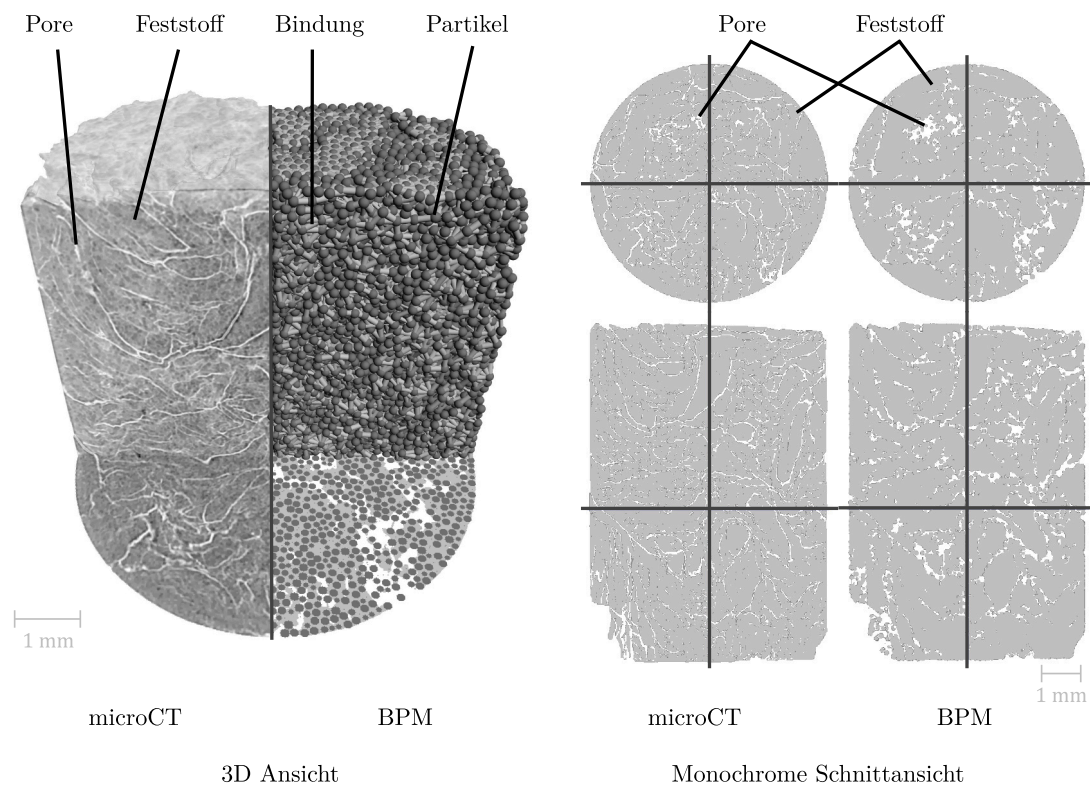 Pore Feststoff Bindung Partikel
Pore Feststoff
1 mm
1 mm
microCT BPM
microCT BPM
3D Ansicht
Monochrome Schnittansicht